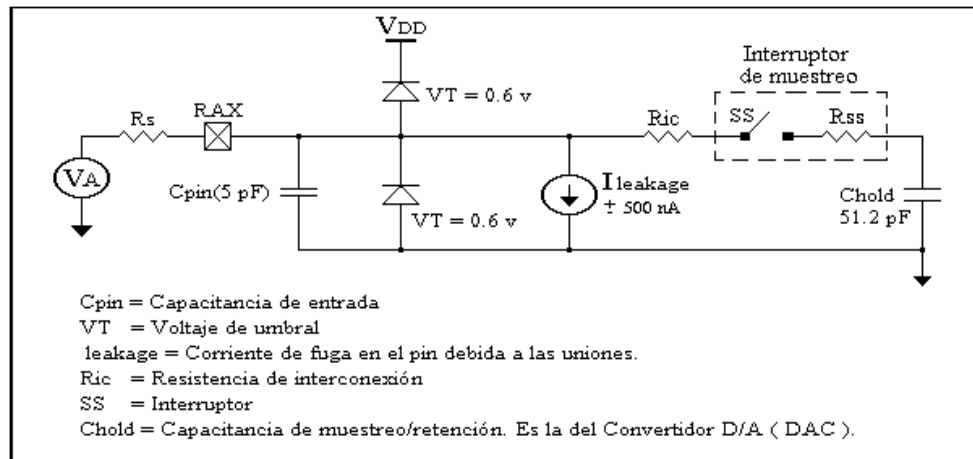 VDD
Interruptor
de muestreo
VT = 0.6 v
Rs
RAX
Ric
SS
Rss
VA
Cpin(5 pF)
I leakage
± 500 nA
VT = 0.6 v
Chold
51.2 pF
Cpin = Capacitancia de entrada
VT = Voltaje de umbral
leakage = Corriente de fuga en el pin debida a las uniones.
Ric = Resistencia de interconexión
SS = Interruptor
Chold = Capacitancia de muestreo/retención. Es la del Convertidor D/A ( DAC ).